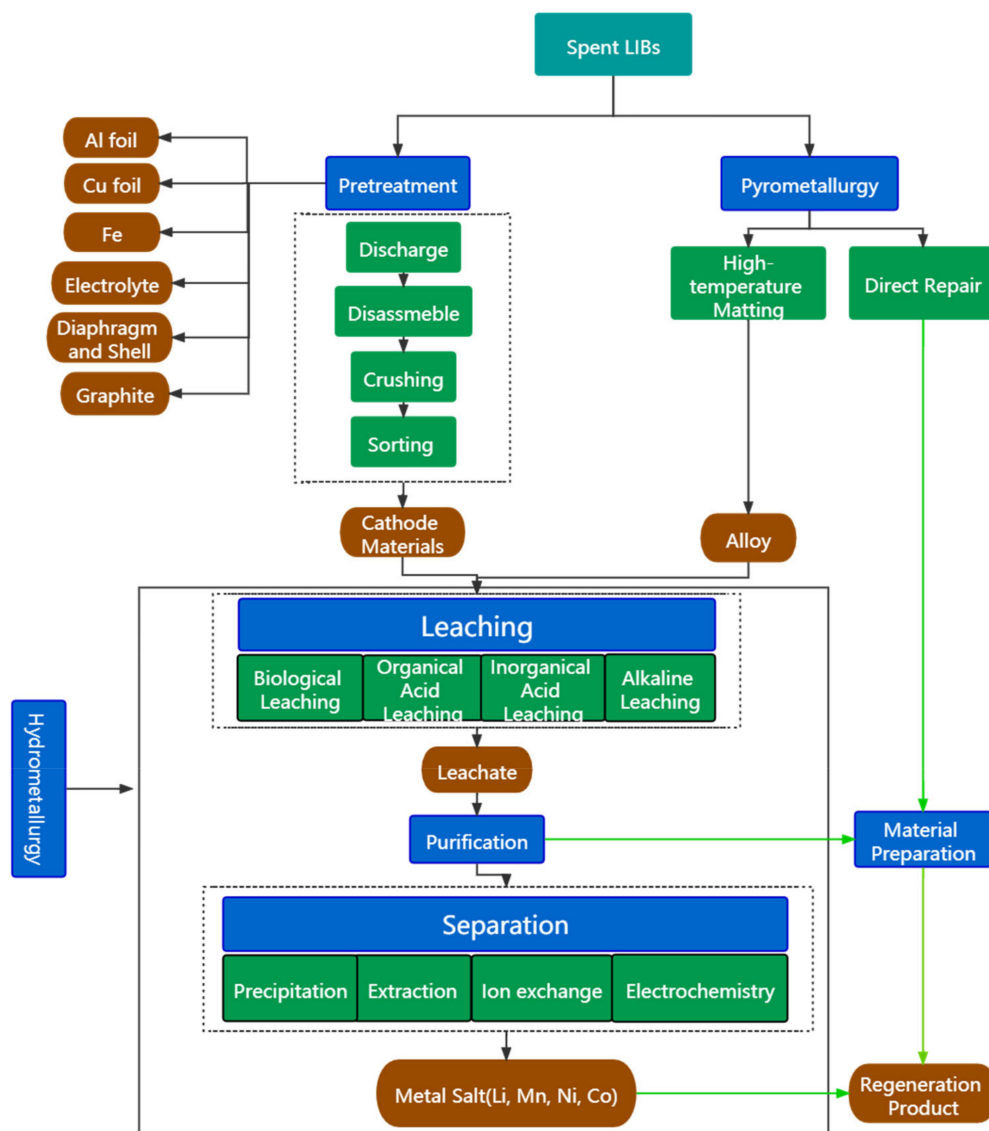 Spent LIBs
Al foil
Cu foil
Fe
Electrolyte
Diaphragm
and Shell
Graphite
Pretreatment
Pyrometallurgy
Discharge
Disassmeble
Crushing
Sorting
High-
temperature
Matting
Direct Repair
Cathode
Materials
Alloy
Hydrometallurgy
Leaching
Biological
Leaching
Organical
Acid
Leaching
Inorganical
Acid
Leaching
Alkaline
Leaching
Leachate
Purification
Material
Preparation
Separation
Precipitation
Extraction
Ion exchange
Electrochemistry
Metal Salt(Li, Mn, Ni, Co)
Regeneration
Product